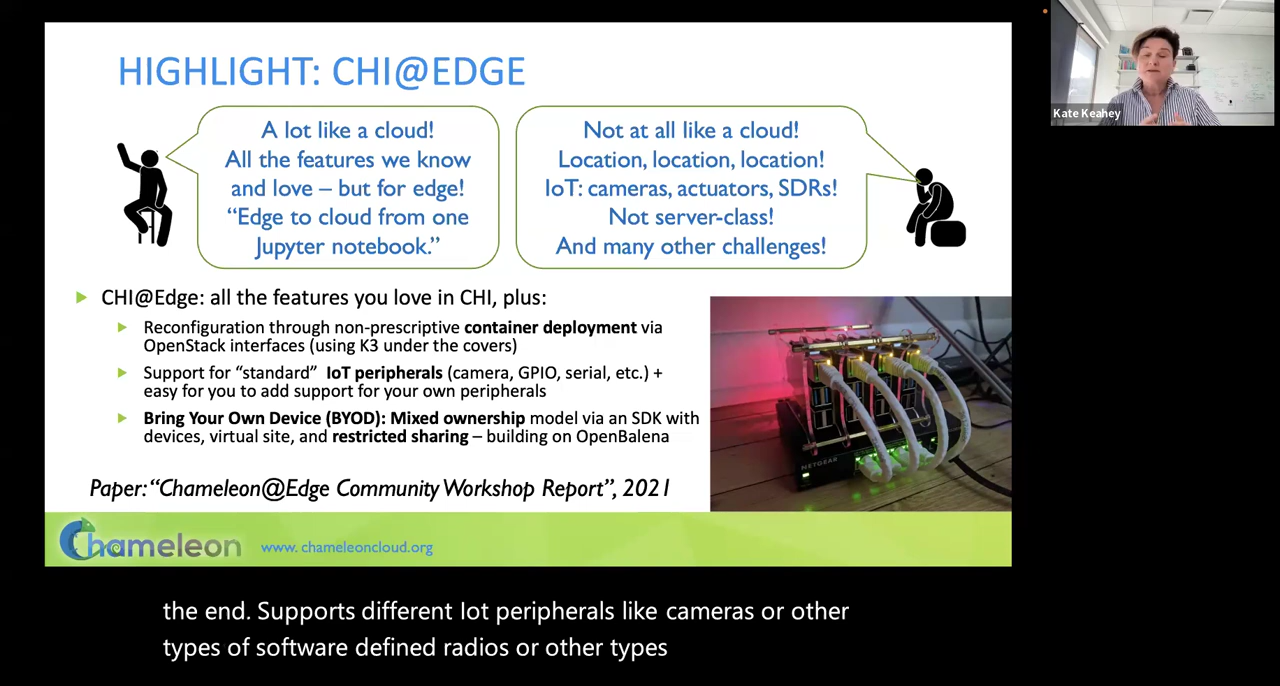 HIGHLIGHT: CHI@EDGE
A lot like a cloud!
All the features we know
and love – but for edge!
“Edge to cloud from one
Jupyter notebook.”
Not at all like a cloud!
Location, location, location!
IoT: cameras, actuators, SDRs!
Not server-class!
And many other challenges!
CHI@Edge: all the features you love in CHI, plus:
Reconfiguration through non-prescriptive container deployment via
OpenStack interfaces (using K3 under the covers)
Support for “standard” IoT peripherals (camera, GPIO, serial, etc.) +
easy for you to add support for your own peripherals
Bring Your Own Device (BYOD): Mixed ownership model via an SDK with
devices, virtual site, and restricted sharing – building on OpenBalena
Paper: “Chameleon@Edge Community Workshop Report”, 2021
NETGEAR
Chameleon
www. chameleoncloud.org
Kate Keahey
the end. Supports different Iot peripherals like cameras or other
types of software defined radios or other types